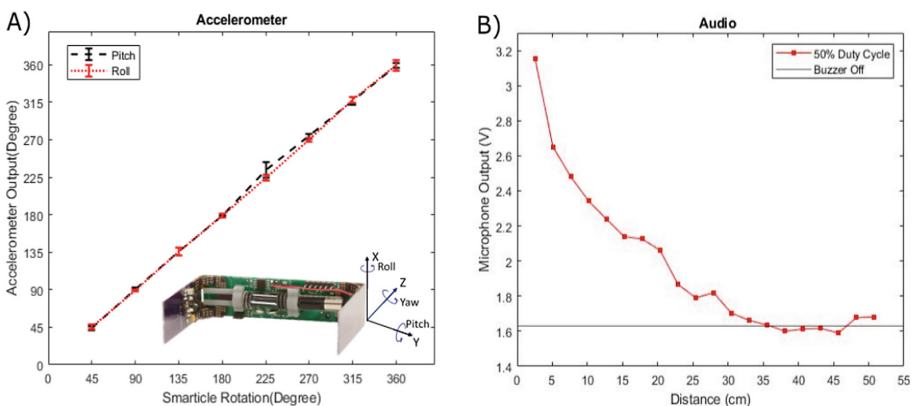 A)
Accelerometer
Pitch
Roll
Accelerometer Output(Degree)
360
315
270
225
180
135
90
45
0
X
Roll
Z
Yaw
Pitch
Y
0 45 90 135 180 225 270 315 360
Smarticle Rotation(Degree)
B)
Audio
50% Duty Cycle
Buzzer Off
Microphone Output (V)
3.2
3
2.8
2.6
2.4
2.2
2
1.8
1.6
1.4
0 5 10 15 20 25 30 35 40 45 50 55
Distance (cm)